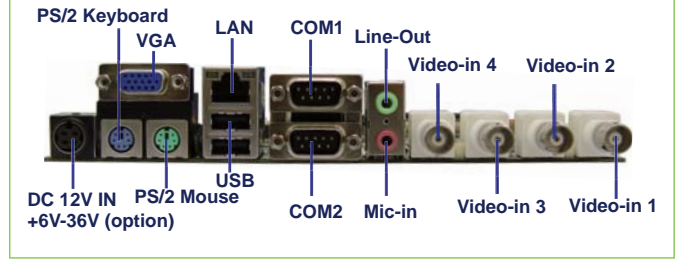 PS/2 Keyboard
VGA
LAN
COM1
Line-Out
Video-in 4
Video-in 2
DC 12V IN
+6V-36V (option)
PS/2 Mouse
USB
COM2
Mic-in
Video-in 3
Video-in 1